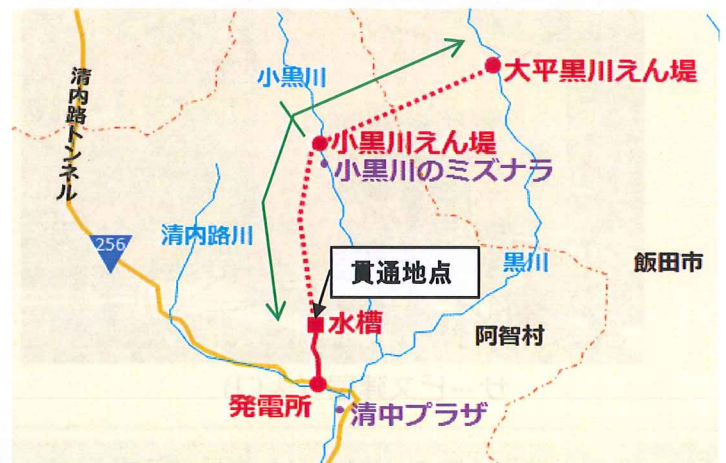 小黒川
大平黒川えん堤
清内路トンネル
小黒川えん堤
小黒川のミズナラ
256
清内路川
貫通地点
黒川
飯田市
水槽
阿智村
発電所
清中プラザ